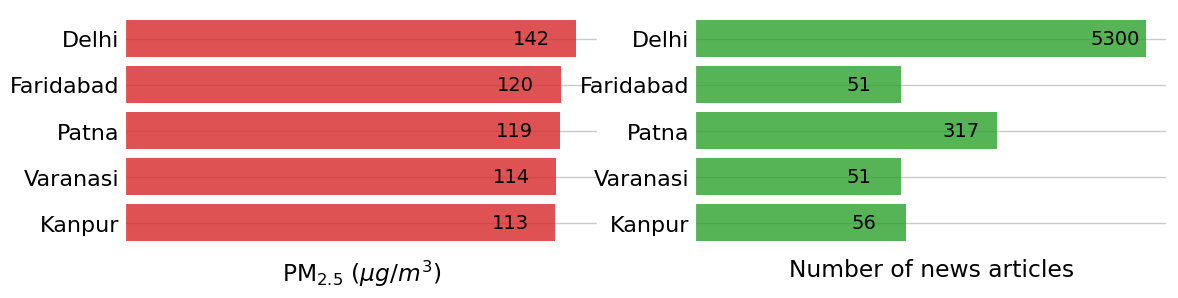 Delhi 142
Faridabad 120
Patna 119
Varanasi 114
Kanpur 113
PM2.5 (μg/m³)
Delhi 5300
Faridabad 51
Patna 317
Varanasi 51
Kanpur 56
Number of news articles